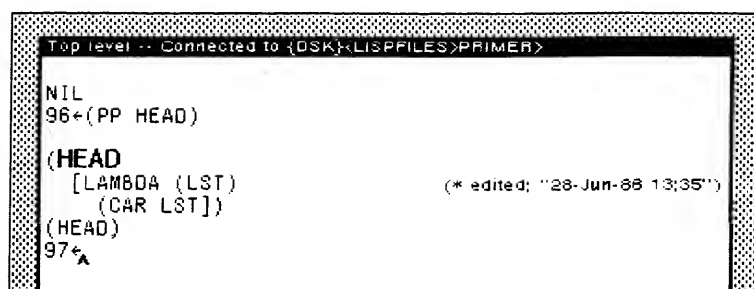 Top level -- Connected to {DSK}<LISPFILES>PRIMER>
NIL
96←(PP HEAD)
(HEAD
[LAMBDA (LST) (* edited: "28-Jun-86 13:35")
(CAR LST])
(HEAD)
97←